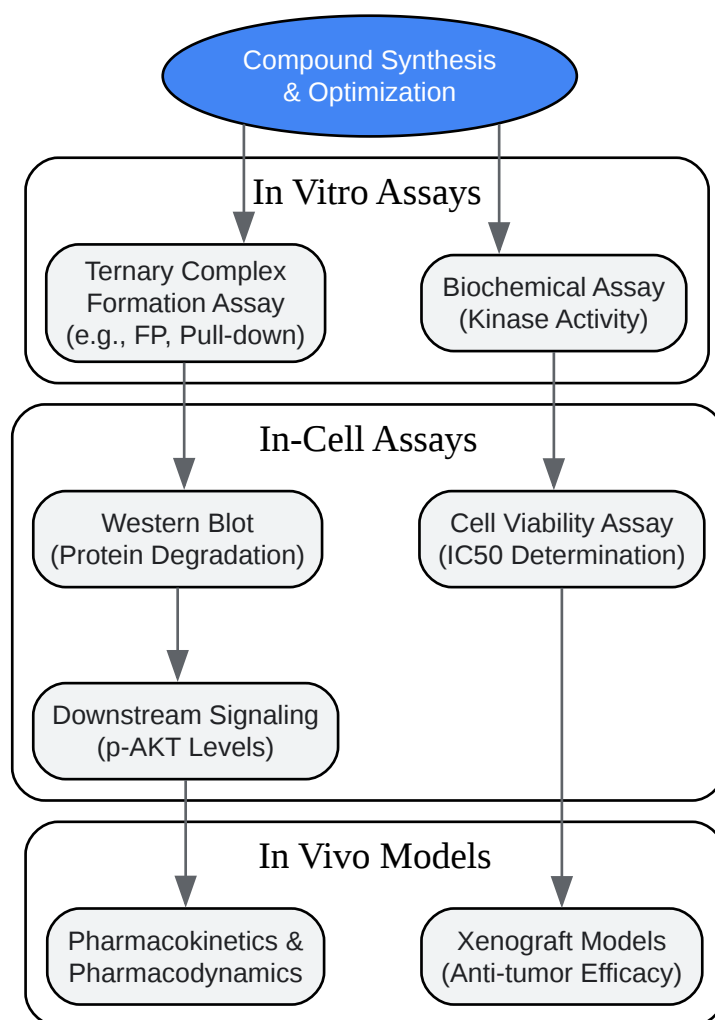 Compound Synthesis
& Optimization
In Vitro Assays
Ternary Complex
Formation Assay
(e.g., FP, Pull-down)
Biochemical Assay
(Kinase Activity)
In-Cell Assays
Western Blot
(Protein Degradation)
Cell Viability Assay
(IC50 Determination)
Downstream Signaling
(p-AKT Levels)
In Vivo Models
Pharmacokinetics &
Pharmacodynamics
Xenograft Models
(Anti-tumor Efficacy)